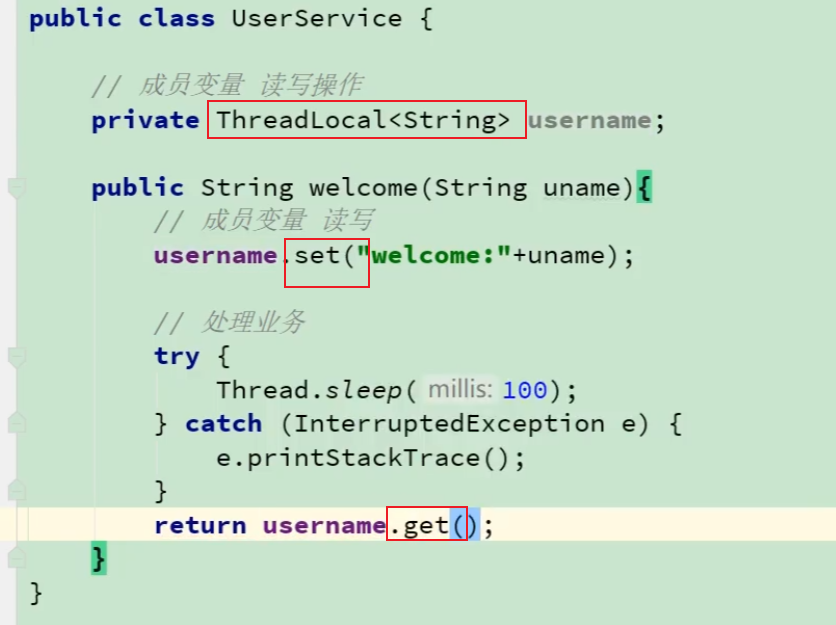 public class UserService {
// 成员变量 读写操作
private ThreadLocal<String> username;
public String welcome(String uname){
// 成员变量 读写
username.set("welcome:"+uname);
// 处理业务
try {
Thread.sleep( millis: 100);
} catch (InterruptedException e) {
e.printStackTrace();
}
return username.get();
}
}